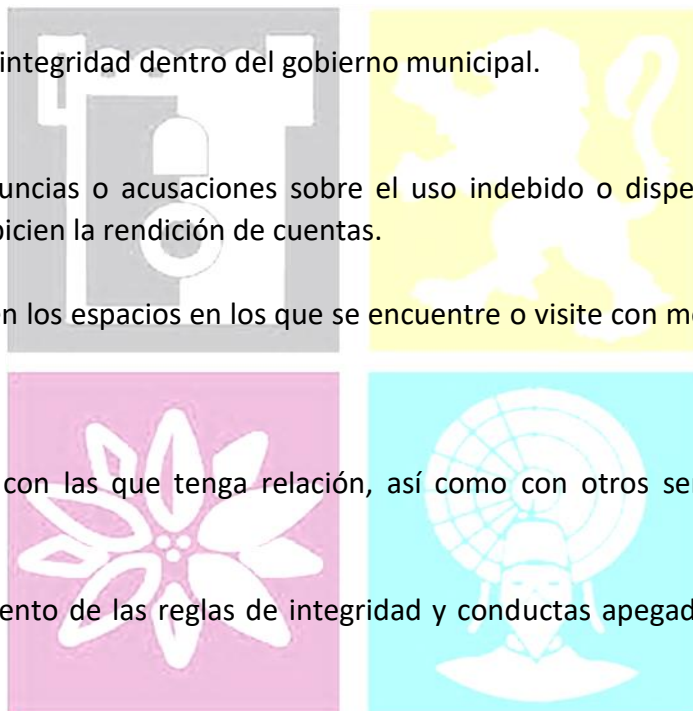 integridad dentro del gobierno municipal.
uncias o acusaciones sobre el uso indebido o dispe
picien la rendición de cuentas.
en los espacios en los que se encuentre o visite con m
con las que tenga relación, así como con otros se
ento de las reglas de integridad y conductas apegad